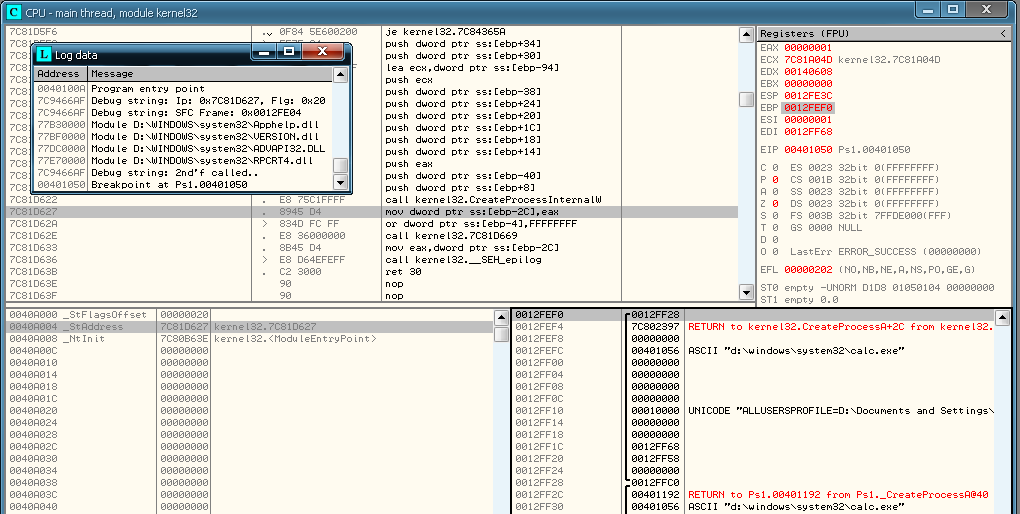 C CPU - main thread, module kernel32
7C81D5F6 . 0F84 5E600200 je kernel32.7C84365A
push dword ptr ss:[ebp+34]
push dword ptr ss:[ebp+30]
lea ecx,dword ptr ss:[ebp-94]
push ecx
push dword ptr ss:[ebp-38]
push dword ptr ss:[ebp+24]
push dword ptr ss:[ebp+20]
push dword ptr ss:[ebp+1C]
push dword ptr ss:[ebp+18]
push dword ptr ss:[ebp+14]
push eax
push dword ptr ss:[ebp-40]
push dword ptr ss:[ebp+8]
7C81D622 . E8 75C1FFFF call kernel32.CreateProcessInternalW
7C81D627 . 8945 D4 mov dword ptr ss:[ebp-2C],eax
7C81D62A > 834D FC FF or dword ptr ss:[ebp-4],FFFFFFFF
7C81D62E . E8 36000000 call kernel32.7C81D669
7C81D633 . 8B45 D4 mov eax,dword ptr ss:[ebp-2C]
7C81D636 > E8 D64EFEFF call kernel32.__SEH_epilog
7C81D63B . C2 3000 ret 30
7C81D63E 90 nop
7C81D63F 90 nop
L Log data
Address Message
0040100A Program entry point
7C9466AF Debug string: Ip: 0x7C81D627, Flg: 0x20
7C9466AF Debug string: SFC Frame: 0x0012FE04
77B30000 Module D:\WINDOWS\system32\Apphelp.dll
77BF0000 Module D:\WINDOWS\system32\VERSION.dll
77DC0000 Module D:\WINDOWS\system32\ADVAPI32.DLL
77E70000 Module D:\WINDOWS\system32\RPCRT4.dll
7C9466AF Debug string: 2nd'f called..
00401050 Breakpoint at Ps1.00401050
Registers (FPU) <
EAX 00000001
ECX 7C81A04D kernel32.7C81A04D
EDX 00140608
EBX 00000000
ESP 0012FE3C
EBP 0012FEF0
ESI 00000001
EDI 0012FF68
EIP 00401050 Ps1.00401050
C 0 ES 0023 32bit 0(FFFFFFFF)
P 0 CS 001B 32bit 0(FFFFFFFF)
A 0 SS 0023 32bit 0(FFFFFFFF)
Z 0 DS 0023 32bit 0(FFFFFFFF)
S 0 FS 003B 32bit 7FFDE000(FFF)
T 0 GS 0000 NULL
D 0
O 0 LastErr ERROR_SUCCESS (00000000)
EFL 00000202 (NO,NB,NE,A,NS,PO,GE,G)
ST0 empty -UNORM D1D8 01050104 00000000
ST1 empty 0.0
0040A000 _StFlagsOffset 00000020
0040A004 _StAddress 7C81D627 kernel32.7C81D627
0040A008 _NtInit 7C80B63E kernel32.<ModuleEntryPoint>
0040A00C 00000000
0040A010 00000000
0040A014 00000000
0040A018 00000000
0040A01C 00000000
0040A020 00000000
0040A024 00000000
0040A028 00000000
0040A02C 00000000
0040A030 00000000
0040A034 00000000
0040A038 00000000
0040A03C 00000000
0040A040 00000000
0012FEF0 0012FF28
0012FEF4 7C802397 RETURN to kernel32.CreateProcessA+2C from kernel32.
0012FEF8 00000000
0012FEFC 00401056 ASCII "d:\windows\system32\calc.exe"
0012FF00 00000000
0012FF04 00000000
0012FF08 00000000
0012FF0C 00000000
0012FF10 00010000 UNICODE "ALLUSERSPROFILE=D:\Documents and Settings\
0012FF14 00000000
0012FF18 00000000
0012FF1C 0012FF68
0012FF20 0012FF58
0012FF24 00000000
0012FF28 0012FFC0
0012FF2C 00401192 RETURN to Ps1.00401192 from Ps1._CreateProcessA@40
0012FF30 00401056 ASCII "d:\windows\system32\calc.exe"